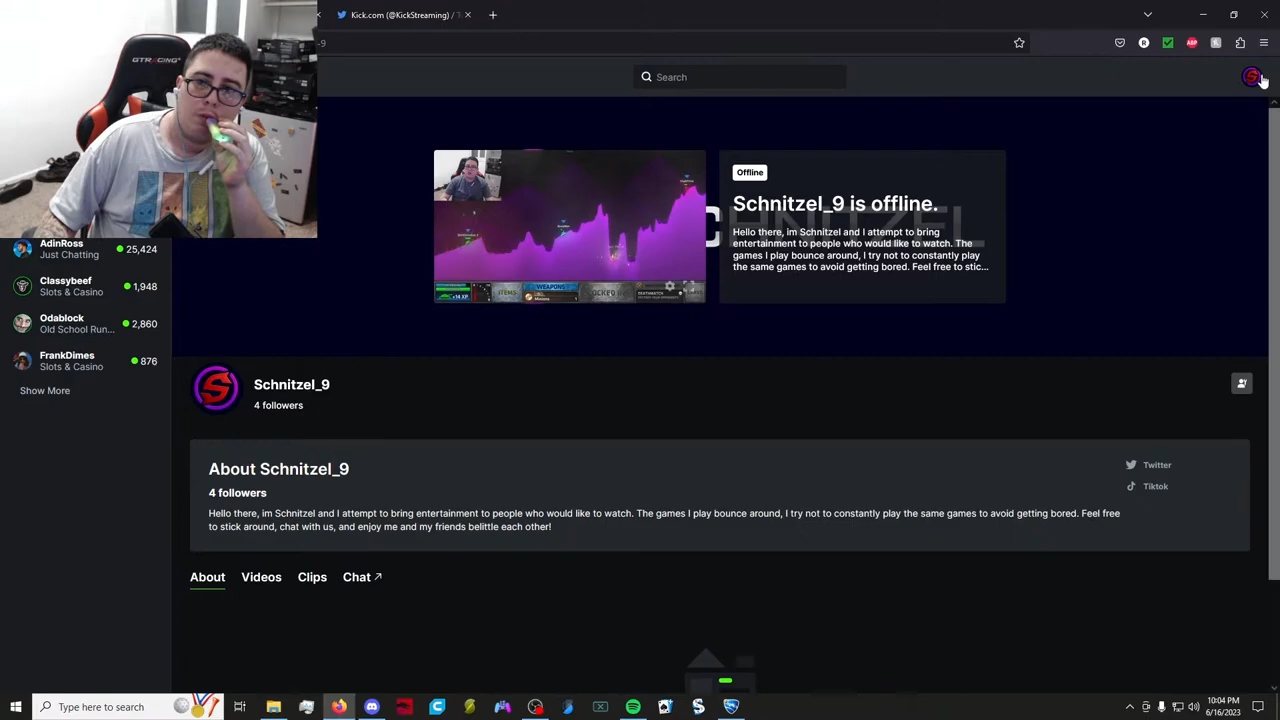 Kick.com (@KickStreaming) / T
-9
Search
GTRACING
Offline
Schnitzel_9 is offline.
Hello there, im Schnitzel and I attempt to bring
entertainment to people who would like to watch. The
games I play bounce around, I try not to constantly play
the same games to avoid getting bored. Feel free to stic...
AdinRoss
Just Chatting
25,424
Classybeef
Slots & Casino
1,948
Odablock
Old School Run...
2,860
FrankDimes
Slots & Casino
876
Show More
ITEMS
WEAPONS
+14 XP
Schnitzel_9
4 followers
About Schnitzel_9
4 followers
Hello there, im Schnitzel and I attempt to bring entertainment to people who would like to watch. The games I play bounce around, I try not to constantly play the same games to avoid getting bored. Feel free
to stick around, chat with us, and enjoy me and my friends belittle each other!
Twitter
Tiktok
About
Videos
Clips
Chat
Type here to search
10:04 PM
6/16/2023